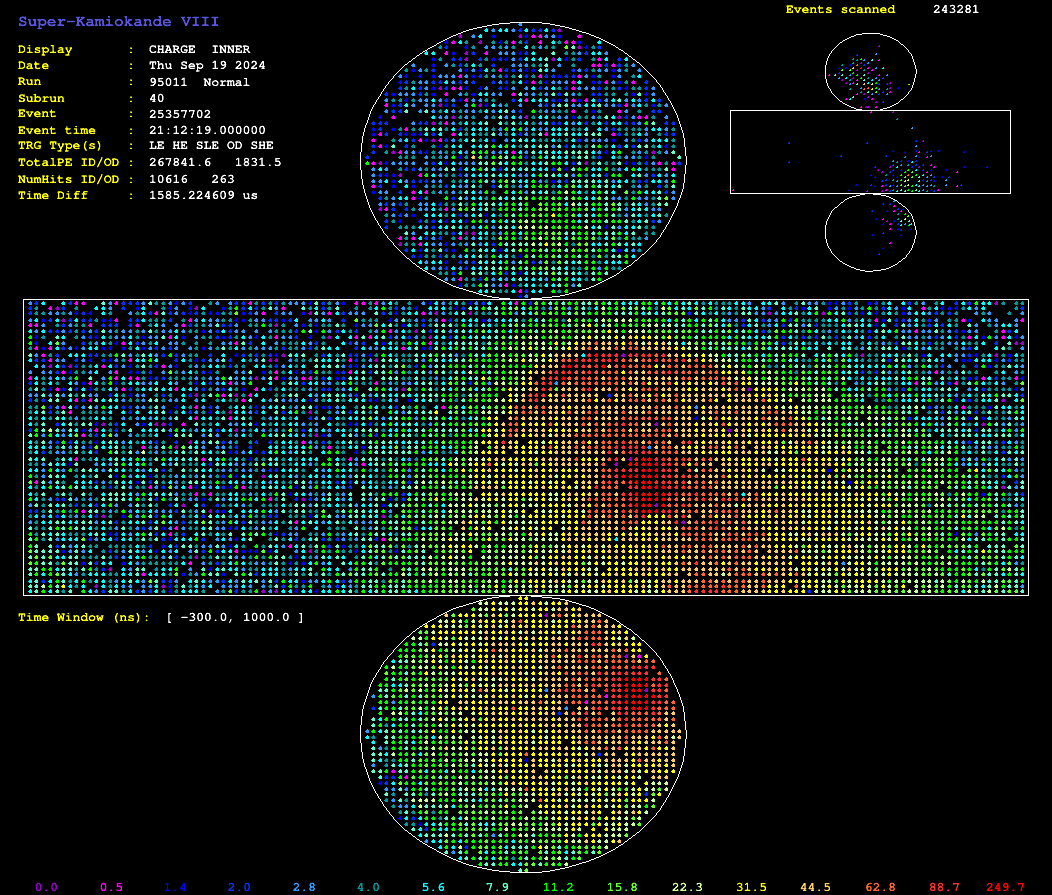 Super-Kamiokande VIII
Events scanned 243281
Display : CHARGE INNER
Date : Thu Sep 19 2024
Run : 95011 Normal
Subrun : 40
Event : 25357702
Event time : 21:12:19.000000
TRG Type(s) : LE HE SLE OD SHE
TotalPE ID/OD : 267841.6 1831.5
NumHits ID/OD : 10616 263
Time Diff : 1585.224609 us
Time Window (ns): [ -300.0, 1000.0 ]
0.0 0.5 1.4 2.0 2.8 4.0 5.6 7.9 11.2 15.8 22.3 31.5 44.5 62.8 88.7 249.7